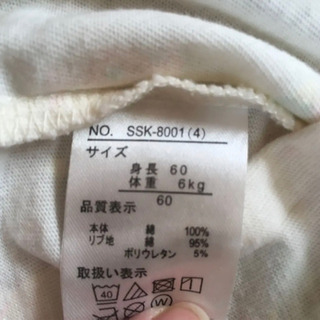 NO. SSK-8001(4)
サイズ
身長 60
体重 6kg
品質表示
60
本体 綿 100%
リブ地 綿 95%
ポリウレタン 5%
取扱い表示
40
W